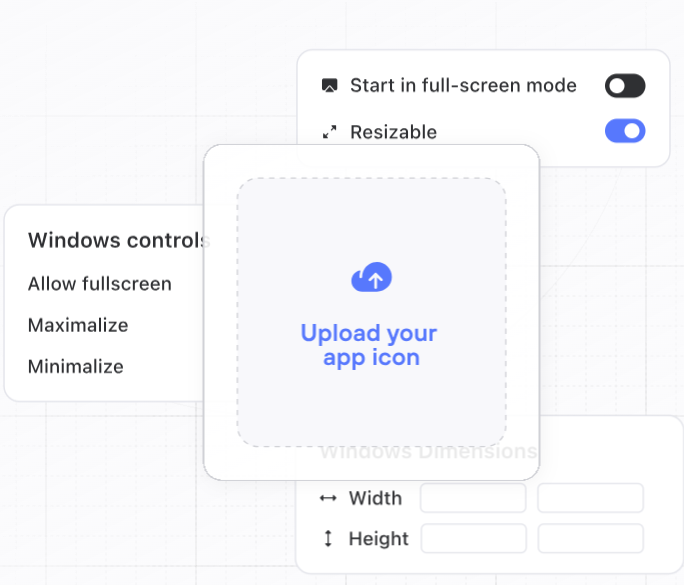 Start in full-screen mode
Resizable
Windows controls
Allow fullscreen
Maximalize
Minimalize
Upload your
app icon
Windows Dimensions
Width
Height